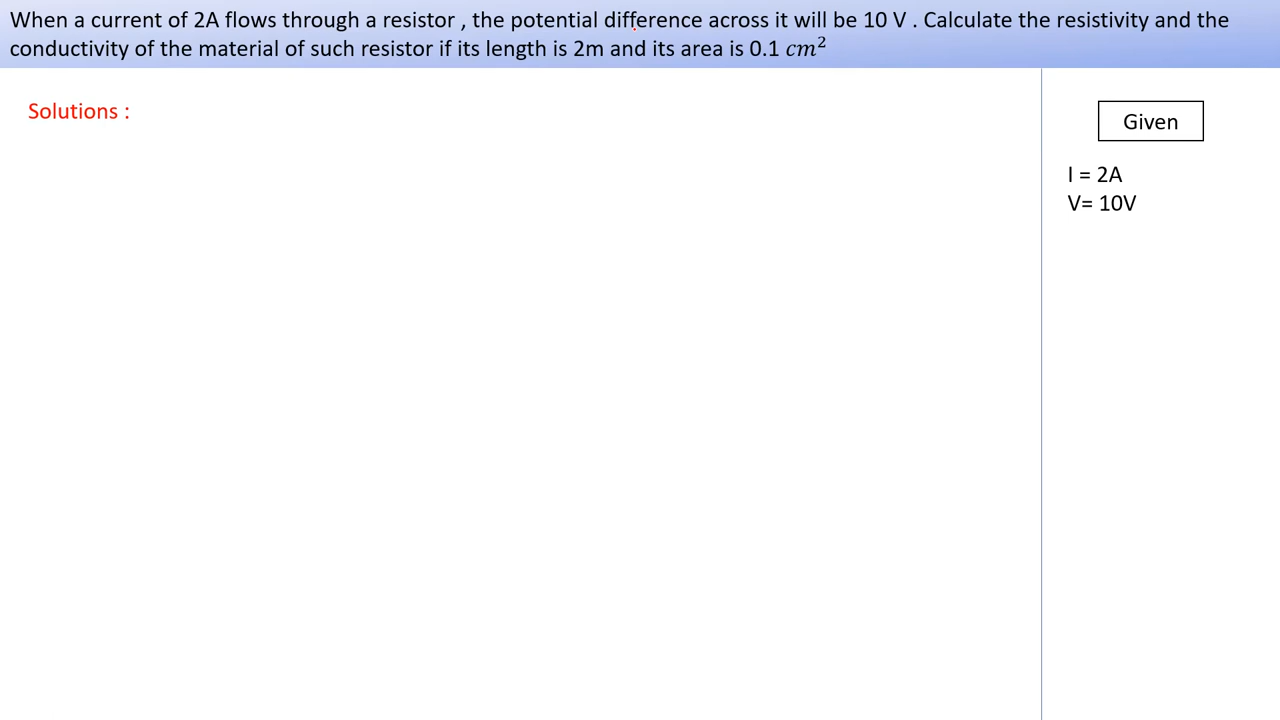 When a current of 2A flows through a resistor , the potential difference across it will be 10 V . Calculate the resistivity and the
conductivity of the material of such resistor if its length is 2m and its area is 0.1 cm²
Solutions :
Given
I = 2A
V= 10V